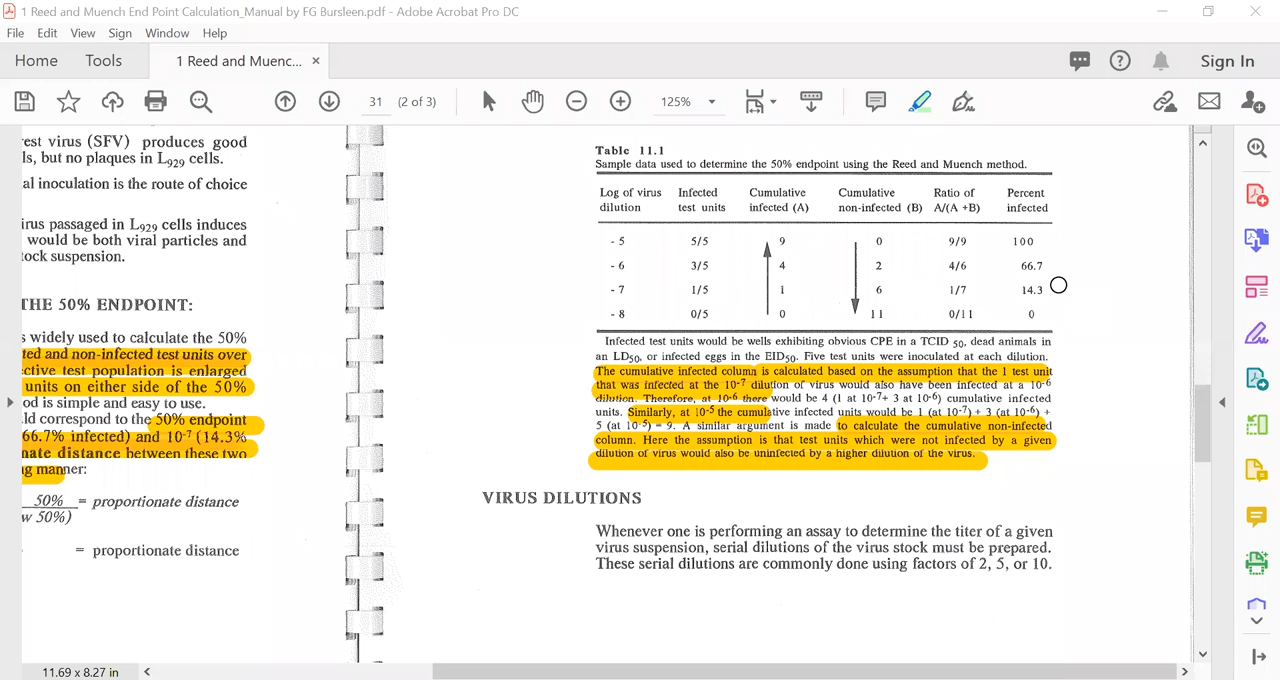 1 Reed and Muench End Point Calculation_Manual by FG Bursleen.pdf - Adobe Acrobat Pro DC
File Edit View Sign Window Help
Home Tools 1 Reed and Muenc... × Sign In
31 (2 of 3) 125%
rest virus (SFV) produces good
ls, but no plaques in L929 cells.
al inoculation is the route of choice
irus passaged in L929 cells induces
would be both viral particles and
tock suspension.
THE 50% ENDPOINT:
s widely used to calculate the 50%
ted and non-infected test units over
ective test population is enlarged
units on either side of the 50%
od is simple and easy to use.
ld correspond to the 50% endpoint
66.7% infected) and 10-7 (14.3%
nate distance between these two
ng manner:
50% = proportionate distance
w 50%)
= proportionate distance
Table 11.1
Sample data used to determine the 50% endpoint using the Reed and Muench method.
Log of virus dilution Infected test units Cumulative infected (A) Cumulative non-infected (B) Ratio of A/(A +B) Percent infected
- 5 5/5 9 0 9/9 100
- 6 3/5 4 2 4/6 66.7
- 7 1/5 1 6 1/7 14.3
- 8 0/5 0 11 0/11 0
Infected test units would be wells exhibiting obvious CPE in a TCID 50, dead animals in
an LD50, or infected eggs in the EID50. Five test units were inoculated at each dilution.
The cumulative infected column is calculated based on the assumption that the 1 test unit
that was infected at the 10-7 dilution of virus would also have been infected at a 10-6
dilution. Therefore, at 10-6 there would be 4 (1 at 10-7+ 3 at 10-6) cumulative infected
units. Similarly, at 10-5 the cumulative infected units would be 1 (at 10-7) + 3 (at 10-6) +
5 (at 10-5) = 9. A similar argument is made to calculate the cumulative non-infected
column. Here the assumption is that test units which were not infected by a given
dilution of virus would also be uninfected by a higher dilution of the virus.
VIRUS DILUTIONS
Whenever one is performing an assay to determine the titer of a given
virus suspension, serial dilutions of the virus stock must be prepared.
These serial dilutions are commonly done using factors of 2, 5, or 10.
11.69 x 8.27 in